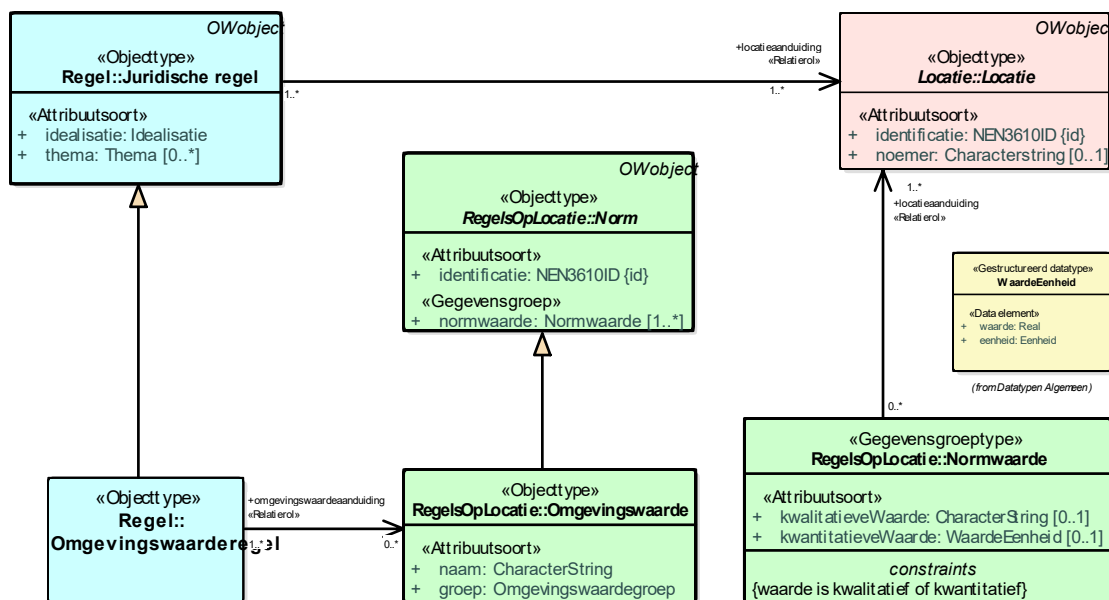 OWobject
«Objecttype»
Regel::Juridische regel
«Attribuutsoort»
+ idealisatie: Idealisatie
+ thema: Thema [0..*]
1..*
+locatieaanduiding
«Relatierol»
1..*
OWobject
«Objecttype»
Locatie::Locatie
«Attribuutsoort»
+ identificatie: NEN3610ID {id}
+ noemer: Characterstring [0..1]
OWobject
«Objecttype»
RegelsOpLocatie::Norm
«Attribuutsoort»
+ identificatie: NEN3610ID {id}
«Gegevensgroep»
+ normwaarde: Normwaarde [1..*]
1..*
+locatieaanduiding
«Relatierol»
0..*
«Gestructureerd datatype»
WaardeEenheid
«Data element»
+ waarde: Real
+ eenheid: Eenheid
(from Datatypen Algemeen)
«Objecttype»
Regel::
Omgevingswaarderegel
+omgevingswaardeaanduiding
«Relatierol»
1..*
0..*
«Objecttype»
RegelsOpLocatie::Omgevingswaarde
«Attribuutsoort»
+ naam: CharacterString
+ groep: Omgevingswaardegroep
«Gegevensgroeptype»
RegelsOpLocatie::Normwaarde
«Attribuutsoort»
+ kwalitatieveWaarde: CharacterString [0..1]
+ kwantitatieveWaarde: WaardeEenheid [0..1]
constraints
{waarde is kwalitatief of kwantitatief}